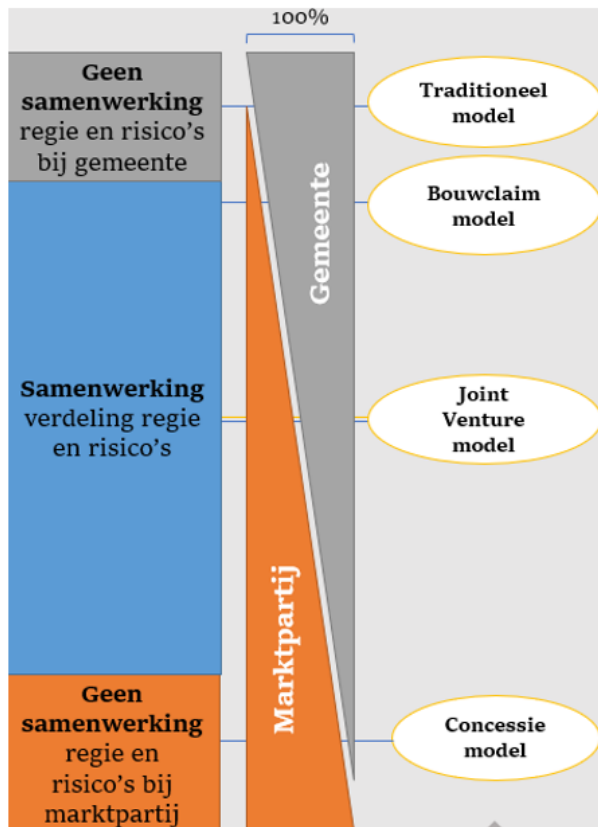 100%
Geen
samenwerking
regie en risico's
bij gemeente
Samenwerking
verdeling regie
en risico's
Geen
samenwerking
regie en
risico's bij
marktpartij
Gemeente
Marktpartij
Traditioneel
model
Bouwclaim
model
Joint
Venture
model
Concessie
model